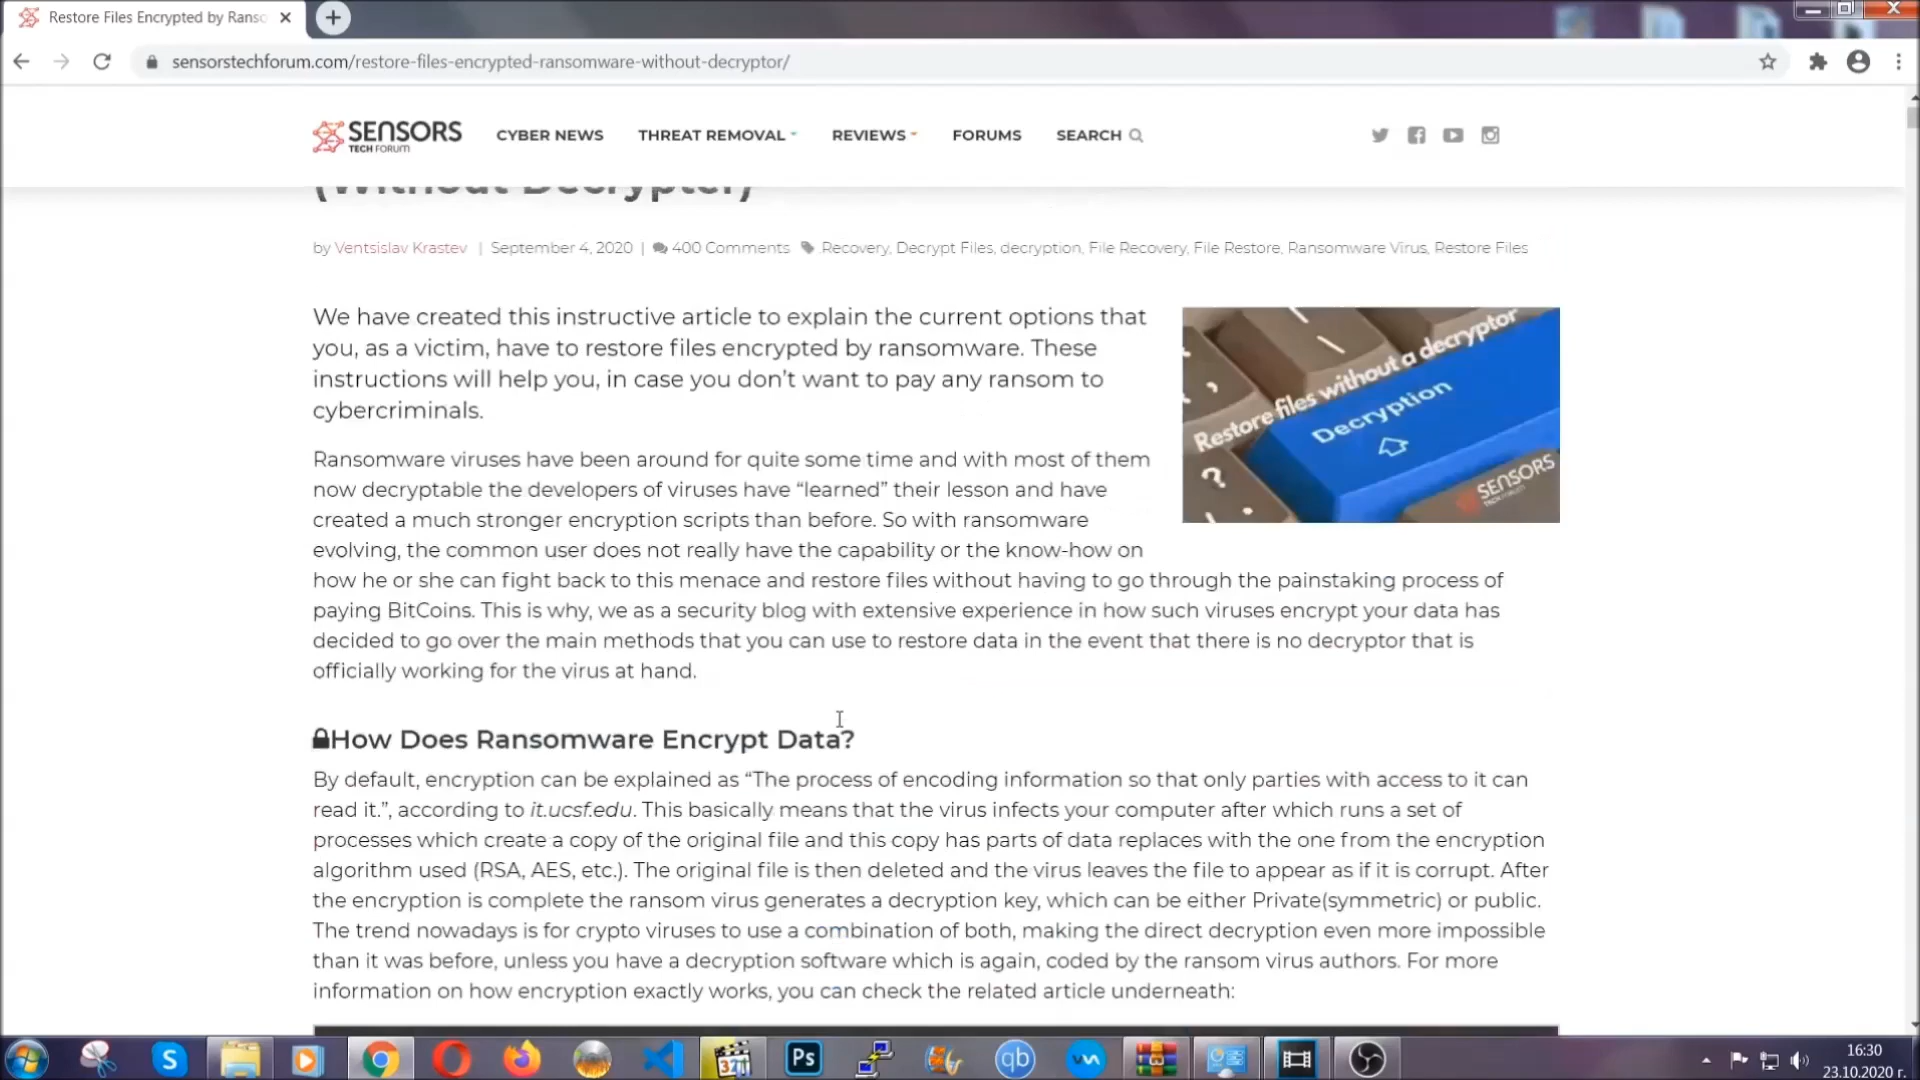 Restore Files Encrypted by Ranso
sensorstechforum.com/restore-files-encrypted-ransomware-without-decryptor/
SENSORS
TECH FORUM
CYBER NEWS THREAT REMOVAL REVIEWS FORUMS SEARCH
(Without Decrypter)
by Ventsislav Krastev | September 4, 2020 | 400 Comments Recovery, Decrypt Files, decryption, File Recovery, File Restore, Ransomware Virus, Restore Files
We have created this instructive article to explain the current options that
you, as a victim, have to restore files encrypted by ransomware. These
instructions will help you, in case you don’t want to pay any ransom to
cybercriminals.
Restore files without a decryptor
Decryption
SENSORS
TECH FORUM
Ransomware viruses have been around for quite some time and with most of them
now decryptable the developers of viruses have “learned” their lesson and have
created a much stronger encryption scripts than before. So with ransomware
evolving, the common user does not really have the capability or the know-how on
how he or she can fight back to this menace and restore files without having to go through the painstaking process of
paying BitCoins. This is why, we as a security blog with extensive experience in how such viruses encrypt your data has
decided to go over the main methods that you can use to restore data in the event that there is no decryptor that is
officially working for the virus at hand.
How Does Ransomware Encrypt Data?
By default, encryption can be explained as “The process of encoding information so that only parties with access to it can
read it.”, according to it.ucsf.edu. This basically means that the virus infects your computer after which runs a set of
processes which create a copy of the original file and this copy has parts of data replaces with the one from the encryption
algorithm used (RSA, AES, etc.). The original file is then deleted and the virus leaves the file to appear as if it is corrupt. After
the encryption is complete the ransom virus generates a decryption key, which can be either Private(symmetric) or public.
The trend nowadays is for crypto viruses to use a combination of both, making the direct decryption even more impossible
than it was before, unless you have a decryption software which is again, coded by the ransom virus authors. For more
information on how encryption exactly works, you can check the related article underneath:
S
321
Ps
qb
16:30
23.10.2020 г.